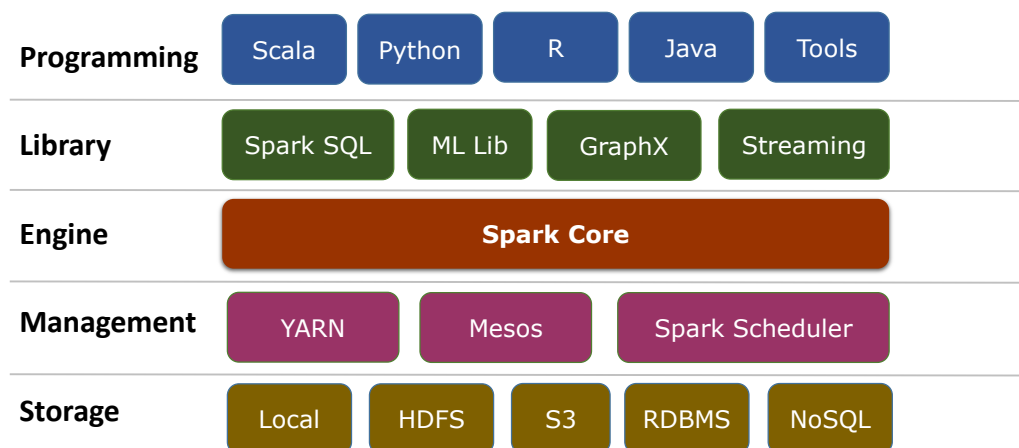 Programming
Scala
Python
R
Java
Tools
Library
Spark SQL
ML Lib
GraphX
Streaming
Engine
Spark Core
Management
YARN
Mesos
Spark Scheduler
Storage
Local
HDFS
S3
RDBMS
NoSQL